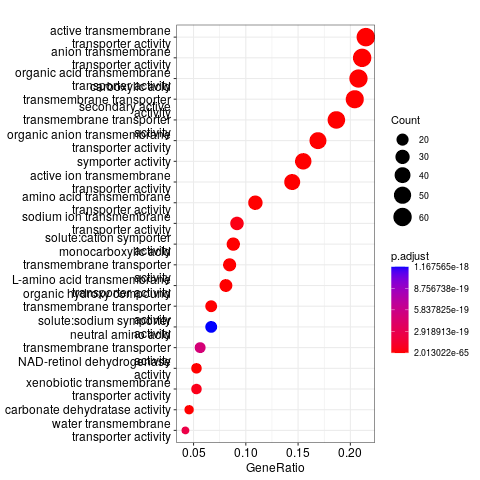 active transmembrane
transporter activity
anion transmembrane
transporter activity
organic acid transmembrane
transporter activity
carboxylic acid
transmembrane transporter
activity
secondary active
transmembrane transporter
activity
organic anion transmembrane
transporter activity
symporter activity
active ion transmembrane
transporter activity
amino acid transmembrane
transporter activity
sodium ion transmembrane
transporter activity
solute:cation symporter
activity
monocarboxylic acid
transmembrane transporter
activity
L-amino acid transmembrane
transporter activity
organic hydroxy compound
transmembrane transporter
activity
solute:sodium symporter
activity
neutral amino acid
transmembrane transporter
activity
NAD-retinol dehydrogenase
activity
xenobiotic transmembrane
transporter activity
carbonate dehydratase activity
water transmembrane
transporter activity
0.05 0.10 0.15 0.20
GeneRatio
Count
20
30
40
50
60
p.adjust
1.167565e-18
8.756738e-19
5.837825e-19
2.918913e-19
2.013022e-65